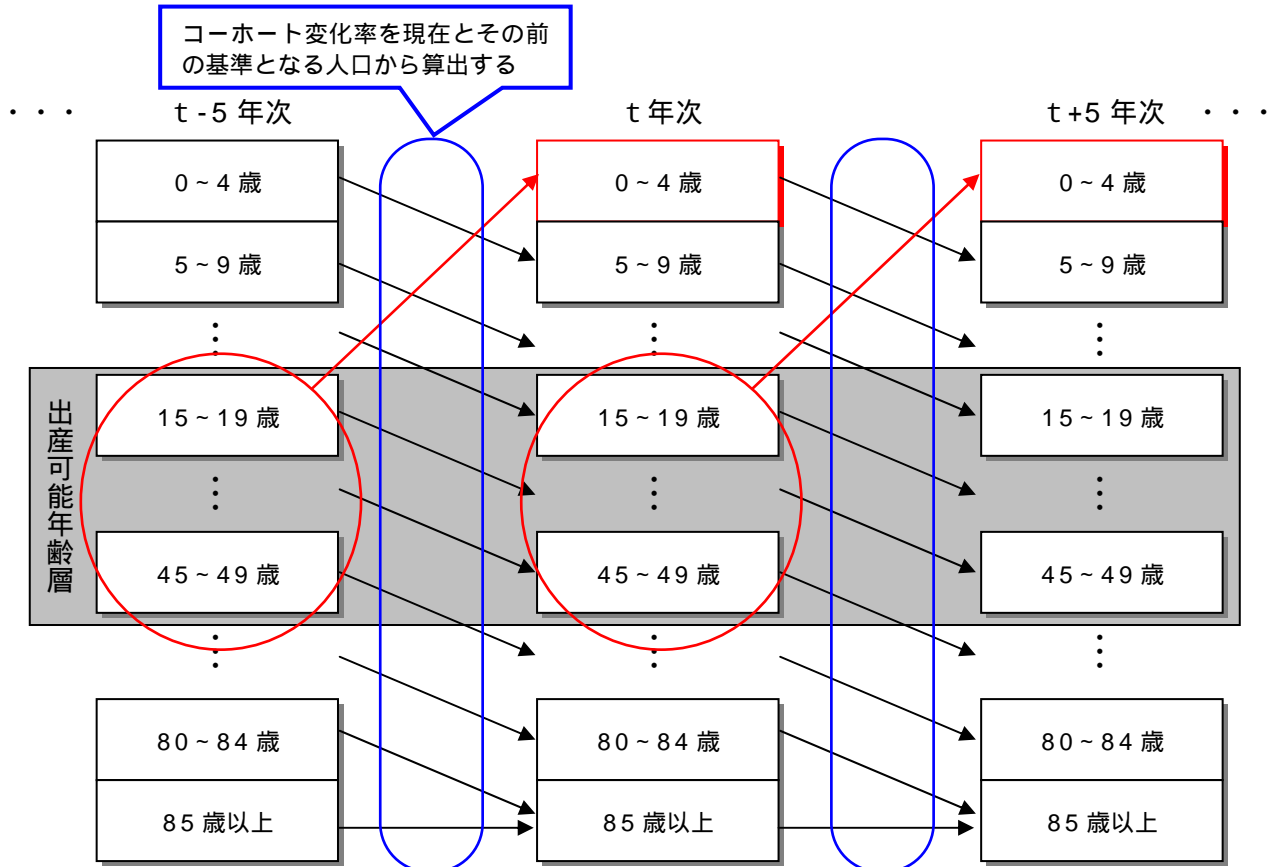 コーホート変化率を現在とその前
の基準となる人口から算出する
・・・ t-5 年次 t 年次 t+5 年次 ・・・
0~4 歳 0~4 歳 0~4 歳
5~9 歳 5~9 歳 5~9 歳
⋮ ⋮ ⋮
出産可能年齢層
15~19 歳 15~19 歳 15~19 歳
⋮ ⋮ ⋮
45~49 歳 45~49 歳 45~49 歳
⋮ ⋮ ⋮
80~84 歳 80~84 歳 80~84 歳
85 歳以上 85 歳以上 85 歳以上